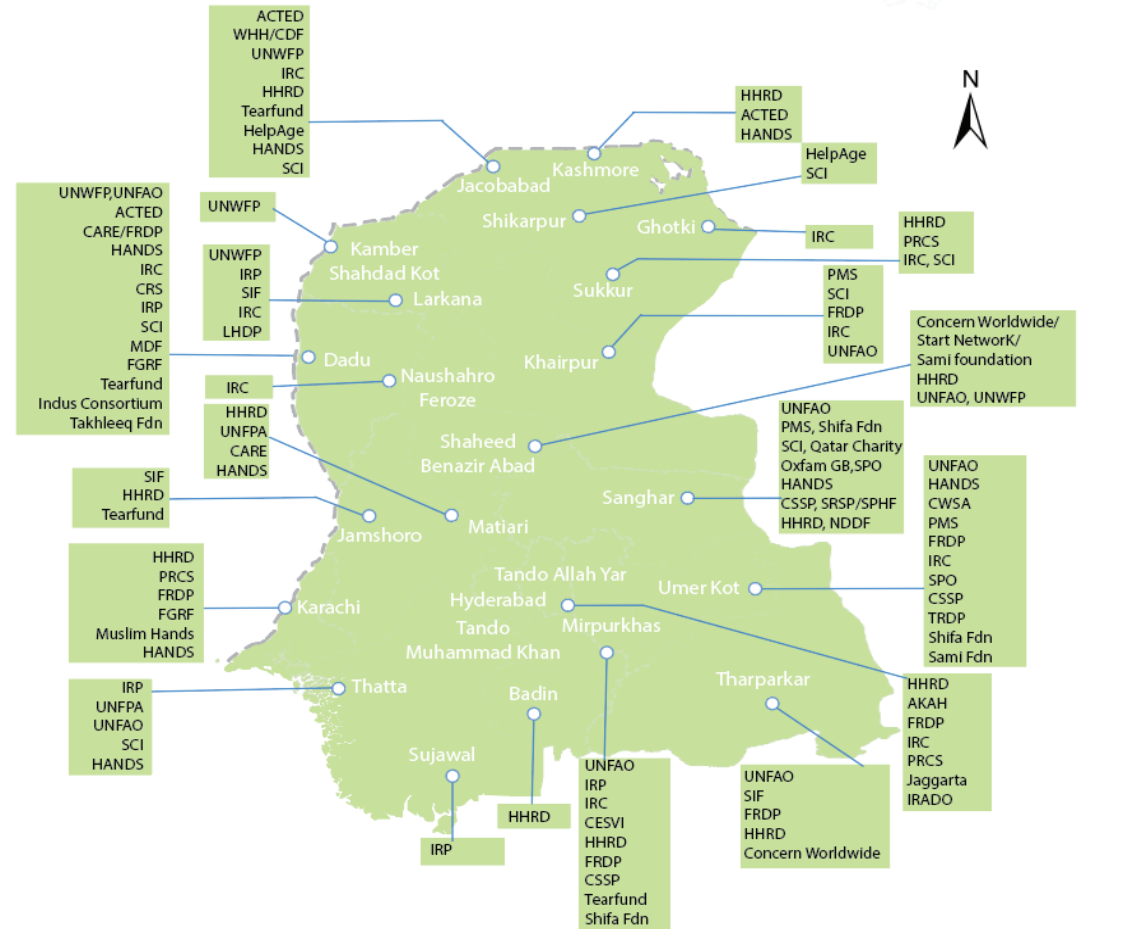 ACTED
WHH/CDF
UNWFP
IRC
HHRD
Tearfund
HelpAge
HANDS
SCI
N
HHRD
ACTED
HANDS
HelpAge
SCI
Kashmore
Jacobabad
Shikarpur
Ghotki
IRC
HHRD
PRCS
IRC, SCI
UNWFP,UNFAO
ACTED
CARE/FRDP
HANDS
IRC
CRS
IRP
SCI
MDF
FGRF
Tearfund
Indus Consortium
Takhleeq Fdn
UNWFP
Kamber
Shahdad Kot
UNWFP
IRP
SIF
IRC
LHDP
Larkana
Sukkur
PMS
SCI
FRDP
IRC
UNFAO
Khairpur
Dadu
IRC
Naushahro
Feroze
Concern Worldwide/
Start NetworK/
Sami foundation
HHRD
UNFAO, UNWFP
HHRD
UNFPA
CARE
HANDS
Shaheed
Benazir Abad
UNFAO
PMS, Shifa Fdn
SCI, Qatar Charity
Oxfam GB,SPO
HANDS
CSSP, SRSP/SPHF
HHRD, NDDF
Sanghar
SIF
HHRD
Tearfund
Jamshoro
Matiari
UNFAO
HANDS
CWSA
PMS
FRDP
IRC
SPO
CSSP
TRDP
Shifa Fdn
Sami Fdn
HHRD
PRCS
FRDP
FGRF
Muslim Hands
HANDS
Karachi
Tando Allah Yar
Hyderabad
Umer Kot
Tando
Muhammad Khan
Mirpurkhas
IRP
UNFPA
UNFAO
SCI
HANDS
Thatta
Badin
Tharparkar
HHRD
AKAH
FRDP
IRC
PRCS
Jaggarta
IRADO
Sujawal
IRP
HHRD
UNFAO
IRP
IRC
CESVI
HHRD
FRDP
CSSP
Tearfund
Shifa Fdn
UNFAO
SIF
FRDP
HHRD
Concern Worldwide